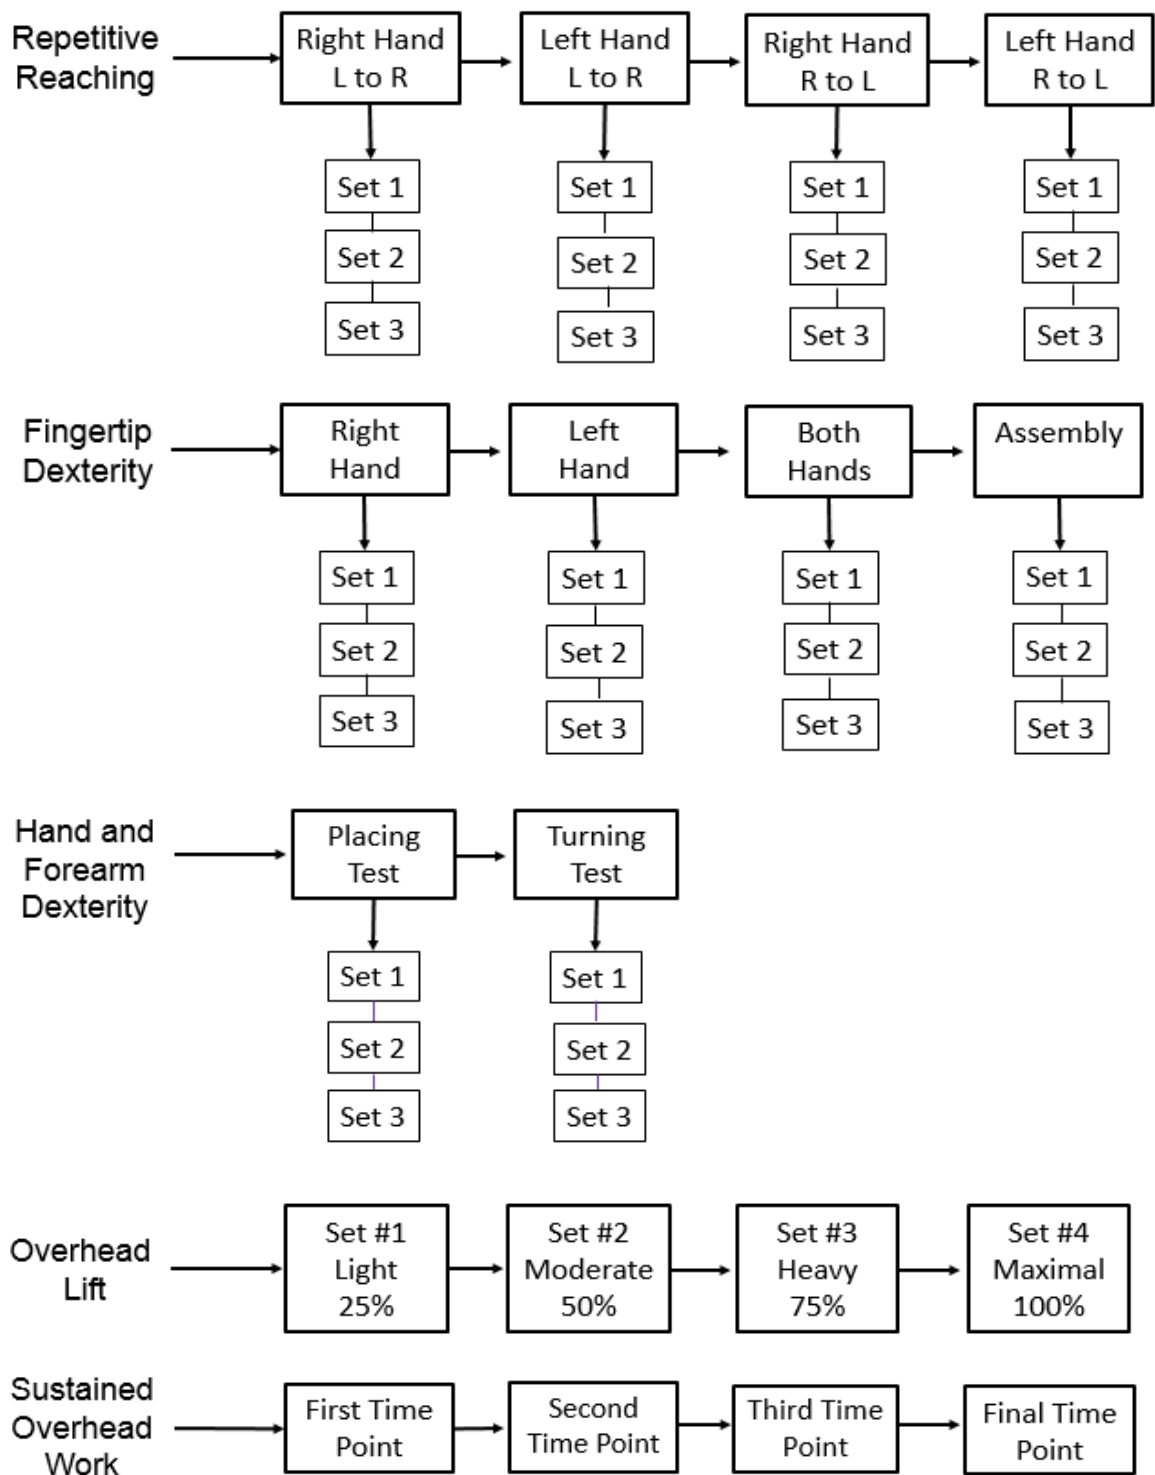 Repetitive
Reaching
Right Hand
L to R
Left Hand
L to R
Right Hand
R to L
Left Hand
R to L
Set 1
Set 1
Set 1
Set 1
Set 2
Set 2
Set 2
Set 2
Set 3
Set 3
Set 3
Set 3
Fingertip
Dexterity
Right
Hand
Left
Hand
Both
Hands
Assembly
Set 1
Set 1
Set 1
Set 1
Set 2
Set 2
Set 2
Set 2
Set 3
Set 3
Set 3
Set 3
Hand and
Forearm
Dexterity
Placing
Test
Turning
Test
Set 1
Set 1
Set 2
Set 2
Set 3
Set 3
Overhead
Lift
Set #1
Light
25%
Set #2
Moderate
50%
Set #3
Heavy
75%
Set #4
Maximal
100%
Sustained
Overhead
Work
First Time
Point
Second
Time Point
Third Time
Point
Final Time
Point